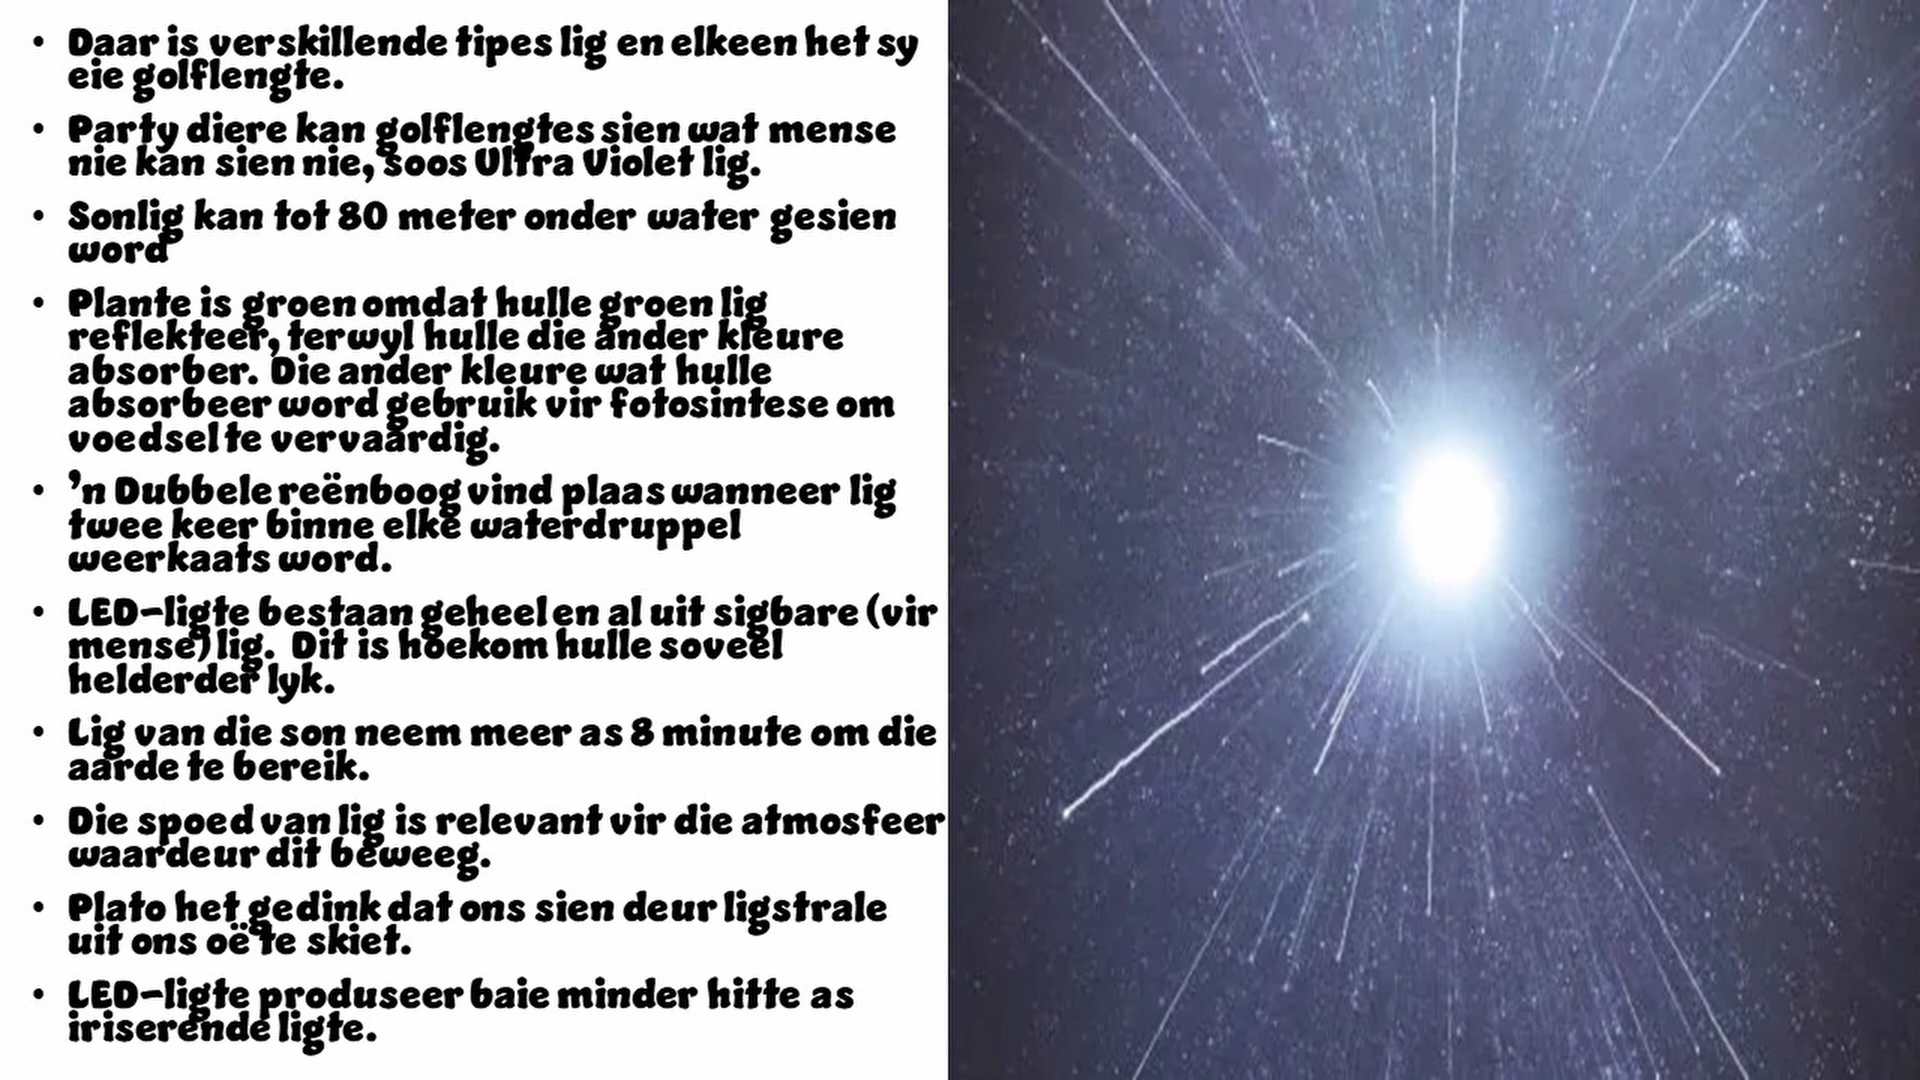 • Daar is verskillende tipes lig en elkeen het sy
eie golflengte.
• Party diere kan golflengtes sien wat mense
nie kan sien nie, soos Ultra Violet lig.
• Sonlig kan tot 80 meter onder water gesien
word
• Plante is groen omdat hulle groen lig
reflekteer, terwyl hulle die ander kleure
absorber. Die ander kleure wat hulle
absorbeer word gebruik vir fotosintese om
voedsel te vervaardig.
• ’n Dubbele reënboog vind plaas wanneer lig
twee keer binne elke waterdruppel
weerkaats word.
• LED-ligte bestaan geheel en al uit sigbare (vir
mense) lig. Dit is hoekom hulle soveel
helderder lyk.
• Lig van die son neem meer as 8 minute om die
aarde te bereik.
• Die spoed van lig is relevant vir die atmosfeer
waardeur dit beweeg.
• Plato het gedink dat ons sien deur ligstrale
uit ons oë te skiet.
• LED-ligte produseer baie minder hitte as
iriserende ligte.